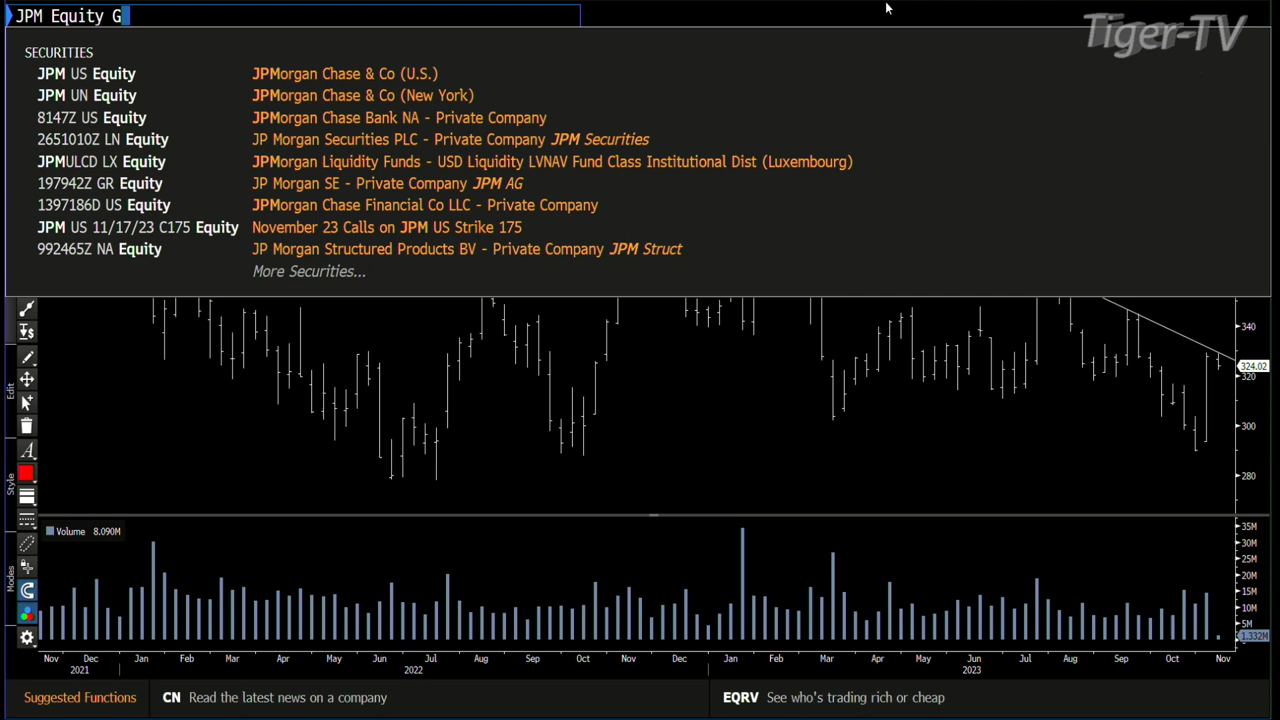 JPM Equity G
Tiger-TV
SECURITIES
JPM US Equity JPMorgan Chase & Co (U.S.)
JPM UN Equity JPMorgan Chase & Co (New York)
8147Z US Equity JPMorgan Chase Bank NA - Private Company
2651010Z LN Equity JP Morgan Securities PLC - Private Company JPM Securities
JPMULCD LX Equity JPMorgan Liquidity Funds - USD Liquidity LVNAV Fund Class Institutional Dist (Luxembourg)
197942Z GR Equity JP Morgan SE - Private Company JPM AG
1397186D US Equity JPMorgan Chase Financial Co LLC - Private Company
JPM US 11/17/23 C175 Equity November 23 Calls on JPM US Strike 175
992465Z NA Equity JP Morgan Structured Products BV - Private Company JPM Struct
More Securities...
340
324.02
320
300
280
Edit
Style
Modes
A
Volume 8.090M
35M
30M
25M
20M
15M
10M
5M
1.332M
Nov Dec Jan Feb Mar Apr May Jun Jul Aug Sep Oct Nov Dec Jan Feb Mar Apr May Jun Jul Aug Sep Oct Nov
2021 2022 2023
Suggested Functions CN Read the latest news on a company EQRV See who's trading rich or cheap